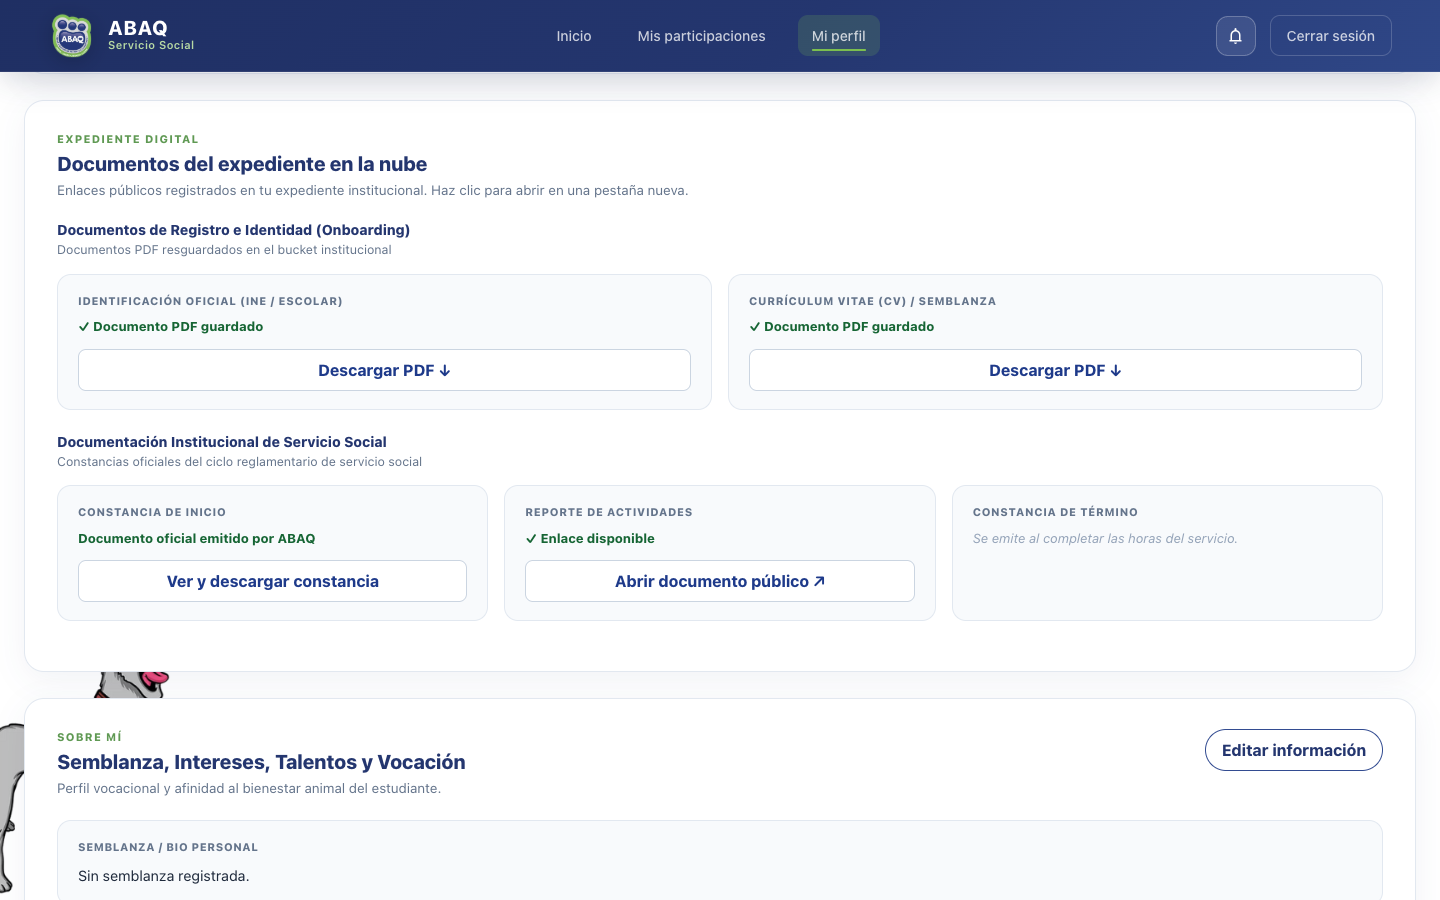 ABAQ
ABAQ
Servicio Social
Inicio
Mis participaciones
Mi perfil
Cerrar sesión
EXPEDIENTE DIGITAL
Documentos del expediente en la nube
Enlaces públicos registrados en tu expediente institucional. Haz clic para abrir en una pestaña nueva.
Documentos de Registro e Identidad (Onboarding)
Documentos PDF resguardados en el bucket institucional
IDENTIFICACIÓN OFICIAL (INE / ESCOLAR)
✓ Documento PDF guardado
Descargar PDF ↓
CURRÍCULUM VITAE (CV) / SEMBLANZA
✓ Documento PDF guardado
Descargar PDF ↓
Documentación Institucional de Servicio Social
Constancias oficiales del ciclo reglamentario de servicio social
CONSTANCIA DE INICIO
Documento oficial emitido por ABAQ
Ver y descargar constancia
REPORTE DE ACTIVIDADES
✓ Enlace disponible
Abrir documento público ↗
CONSTANCIA DE TÉRMINO
Se emite al completar las horas del servicio.
SOBRE MÍ
Semblanza, Intereses, Talentos y Vocación
Perfil vocacional y afinidad al bienestar animal del estudiante.
Editar información
SEMBLANZA / BIO PERSONAL
Sin semblanza registrada.